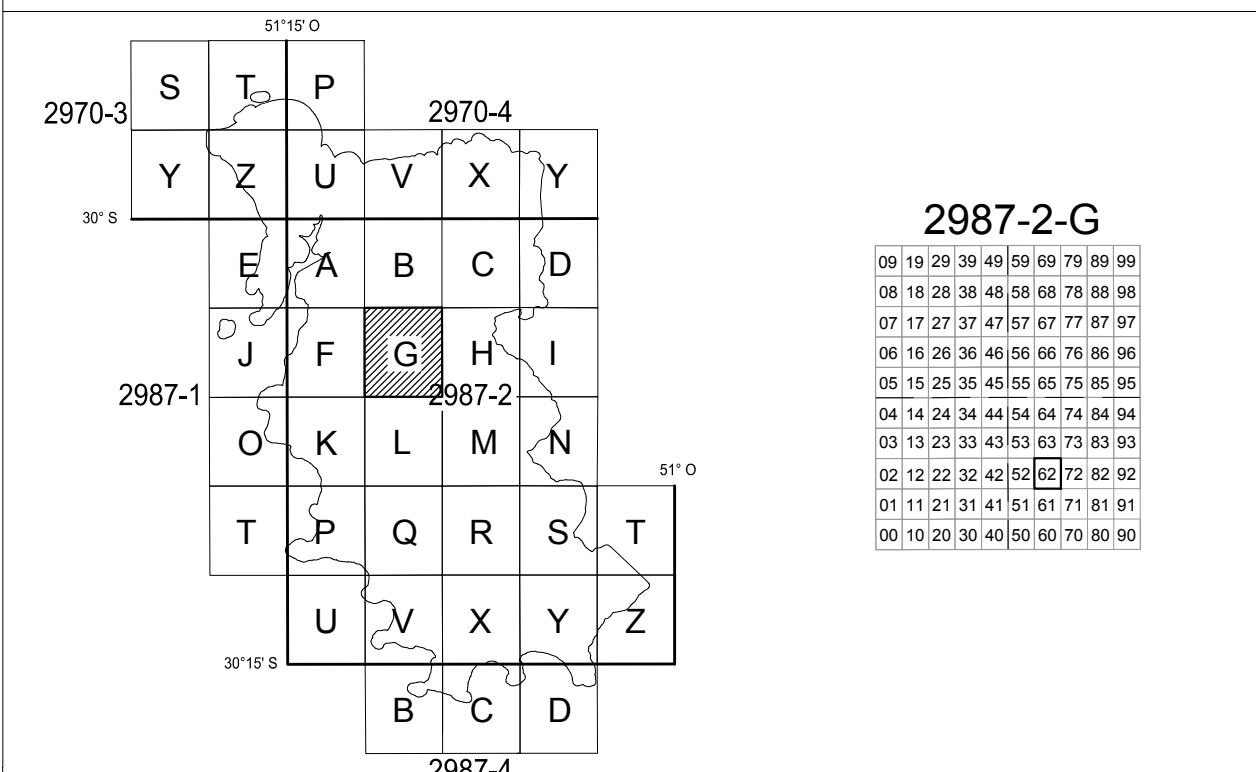 51°15' O
S T P
2970-3
2970-4
Y Z U V X Y
30° S
E A B C D
J F G H I
2987-1
2987-2
O K L M N
51° O
T P Q R S T
U V X Y Z
30°15' S
B C D
2987-4
2987-2-G
09 19 29 39 49 59 69 79 89 99
08 18 28 38 48 58 68 78 88 98
07 17 27 37 47 57 67 77 87 97
06 16 26 36 46 56 66 76 86 96
05 15 25 35 45 55 65 75 85 95
04 14 24 34 44 54 64 74 84 94
03 13 23 33 43 53 63 73 83 93
02 12 22 32 42 52 62 72 82 92
01 11 21 31 41 51 61 71 81 91
00 10 20 30 40 50 60 70 80 90